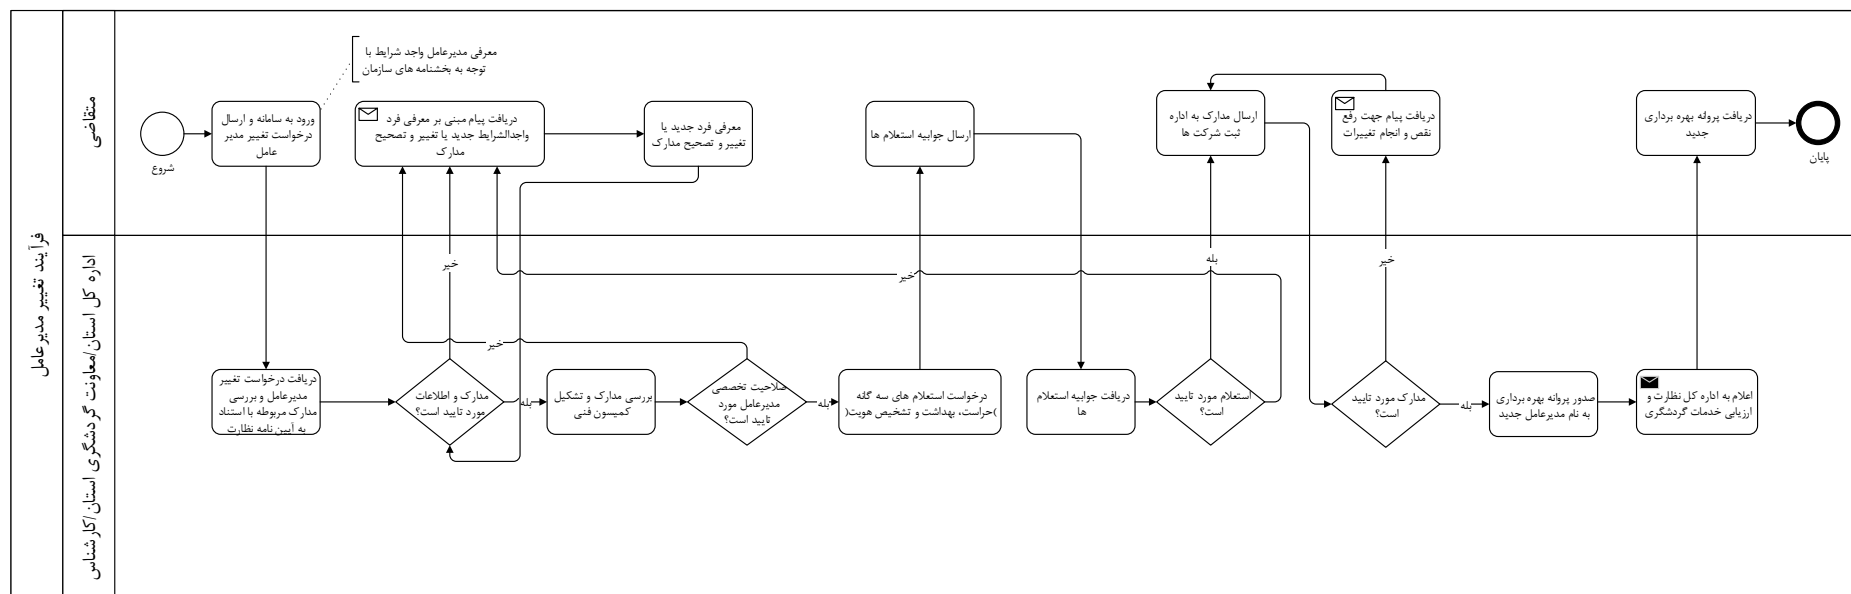 فرآیند تغییر مدیرعامل
متقاضی
شروع
ورود به سامانه و ارسال
درخواست تغییر مدیر
عامل
معرفی مدیرعامل واجد شرایط با
توجه به بخشنامه های سازمان
دریافت پیام مبنی بر معرفی فرد
واجدالشرایط جدید یا تغییر و تصحیح
مدارک
معرفی فرد جدید یا
تغییر و تصحیح مدارک
ارسال جوابیه استعلام ها
ارسال مدارک به اداره
ثبت شرکت ها
دریافت پیام جهت رفع
نقص و انجام تغییرات
دریافت پروانه بهره برداری
جدید
پایان
اداره کل استان/معاونت گردشگری استان/کارشناس
دریافت درخواست تغییر
مدیرعامل و بررسی
مدارک مربوطه با استناد
به آیین نامه نظارت
مدارک و اطلاعات
مورد تایید است؟
خیر
بله
بررسی مدارک و تشکیل
کمیسون فنی
صلاحیت تخصصی
مدیرعامل مورد
تایید است؟
خیر
بله
درخواست استعلام های سه گانه
)حراست، بهداشت و تشخیص هویت(
دریافت جوابیه استعلام
ها
استعلام مورد تایید
است؟
خیر
بله
مدارک مورد تایید
است؟
خیر
بله
صدور پروانه بهره برداری
به نام مدیرعامل جدید
اعلام به اداره کل نظارت و
ارزیابی خدمات گردشگری